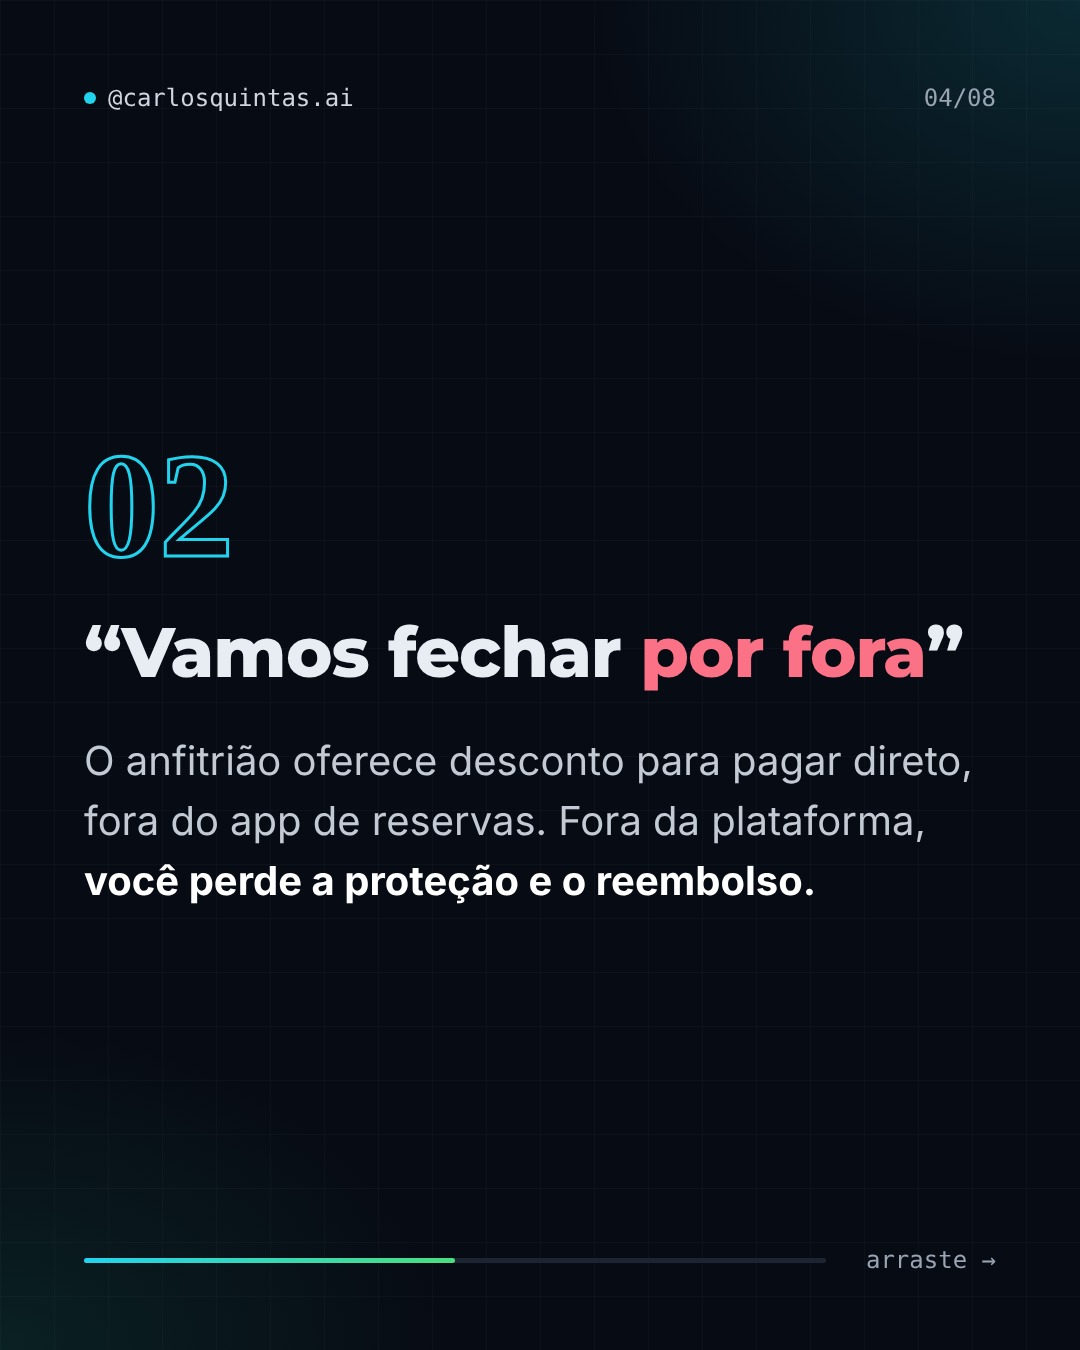 @carlosquintas.ai
04/08
02
“Vamos fechar por fora”
O anfitrião oferece desconto para pagar direto,
fora do app de reservas. Fora da plataforma,
você perde a proteção e o reembolso.
arraste →